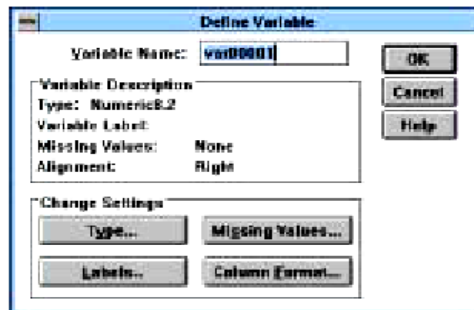 Define Variable
Variable Name: var00001
OK
Cancel
Help
Variable Description
Type: Numeric8.2
Variable Label:
Missing Values: None
Alignment: Right
Change Settings
Type...
Missing Values...
Labels...
Column Format...